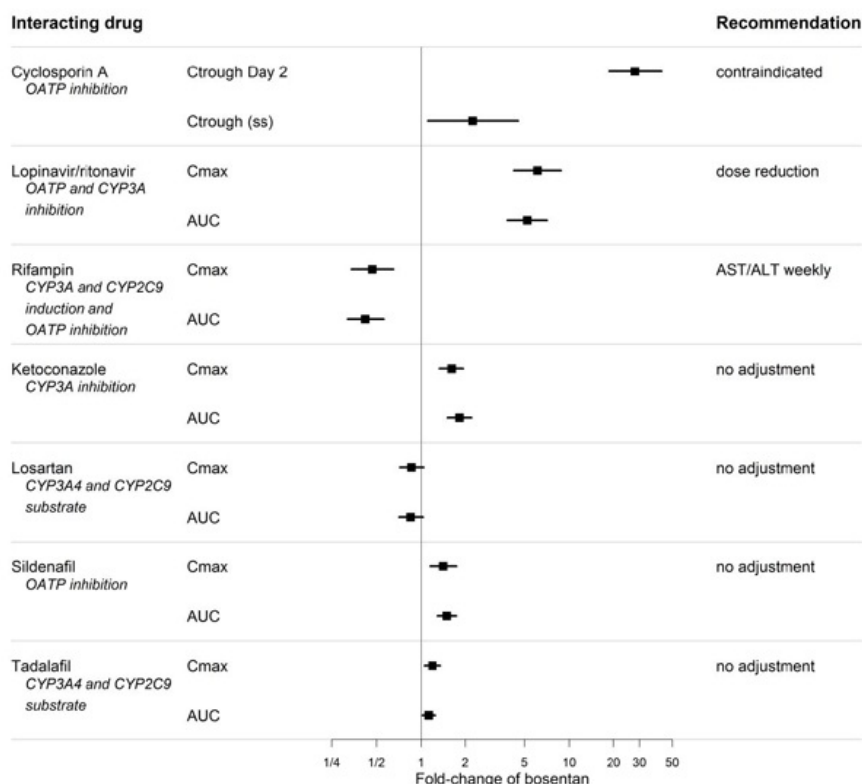 Interacting drug Recommendation
Cyclosporin A Ctrough Day 2 contraindicated
OATP inhibition
Ctrough (ss)
Lopinavir/ritonavir Cmax dose reduction
OATP and CYP3A
inhibition
AUC
Rifampin Cmax AST/ALT weekly
CYP3A and CYP2C9
induction and
OATP inhibition
AUC
Ketoconazole Cmax no adjustment
CYP3A inhibition
AUC
Losartan Cmax no adjustment
CYP3A4 and CYP2C9
substrate
AUC
Sildenafil Cmax no adjustment
OATP inhibition
AUC
Tadalafil Cmax no adjustment
CYP3A4 and CYP2C9
substrate
AUC
1/4 1/2 1 2 5 10 20 30 50
Fold-change of bosentan